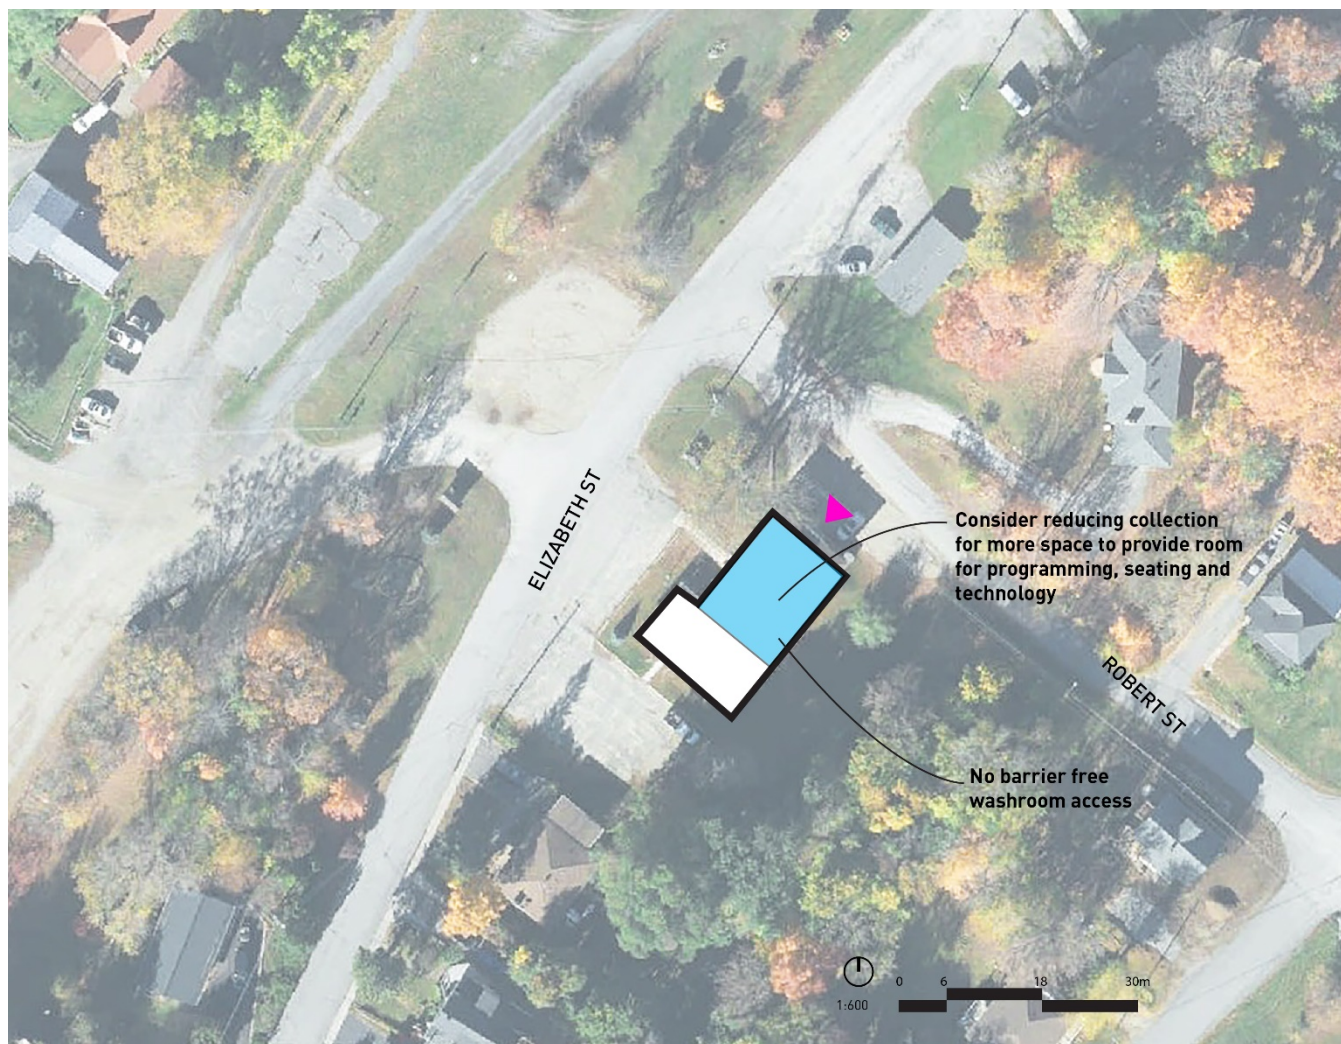 ELIZABETH ST
Consider reducing collection
for more space to provide room
for programming, seating and
technology
ROBERT ST
No barrier free
washroom access
0 6 18 30m
1:600